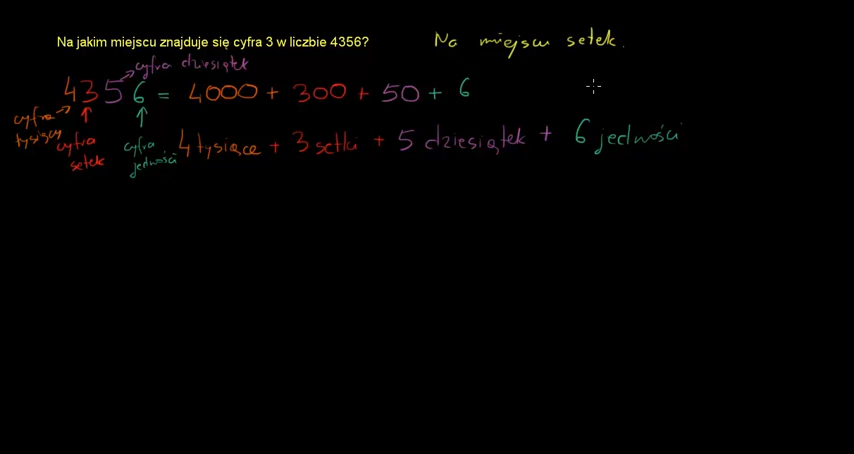 Na jakim miejscu znajduje się cyfra 3 w liczbie 4356? Na miejscu setek.
cyfra dziesiątek
4356 = 4000 + 300 + 50 + 6
cyfra tysięcy
cyfra setek
cyfra jedności
4 tysiące + 3 setki + 5 dziesiątek + 6 jedności